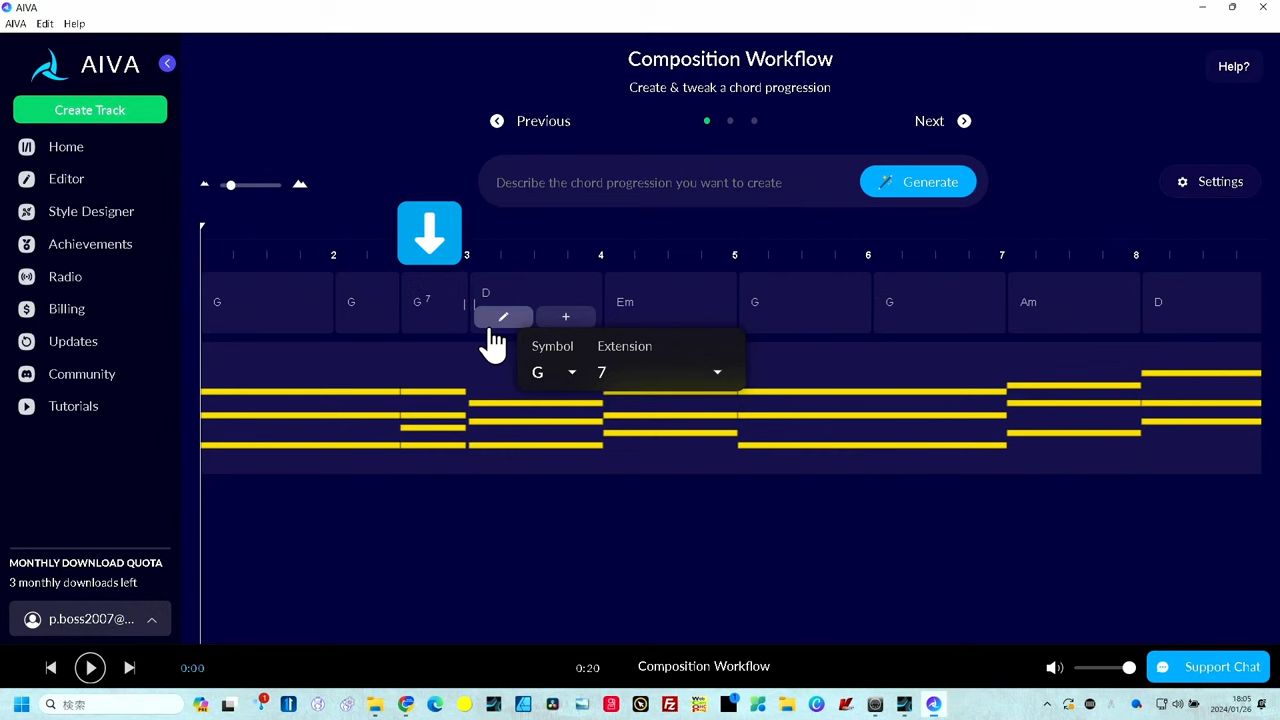 AIVA
AIVA Edit Help
AIVA
Create Track
Home
Editor
Style Designer
Achievements
Radio
Billing
Updates
Community
Tutorials
MONTHLY DOWNLOAD QUOTA
3 monthly downloads left
p.boss2007@...
Composition Workflow
Create & tweak a chord progression
Help?
Previous
Next
Describe the chord progression you want to create
Generate
Settings
2 3 4 5 6 7 8
G G G 7 D Em G G Am D
Symbol Extension
G 7
0:00
0:20
Composition Workflow
Support Chat
検索
18:05
2024/01/26